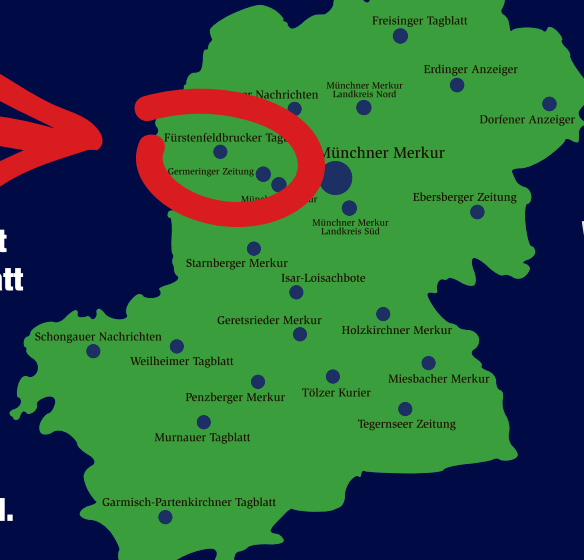 Freisinger Tagblatt
Erdinger Anzeiger
Münchner Merkur
Landkreis Nord
Nachrichten
Dorfener Anzeiger
Fürstenfeldbrucker
Münchner Merkur
Germeringer Zeitung
Ebersberger Zeitung
Münchner Merkur
Landkreis Süd
Starnberger Merkur
Isar-Loisachbote
Geretsrieder Merkur
Holzkirchner Merkur
Schongauer Nachrichten
Weilheimer Tagblatt
Miesbacher Merkur
Penzberger Merkur
Tölzer Kurier
Tegernseer Zeitung
Murnauer Tagblatt
Garmisch-Partenkirchner Tagblatt